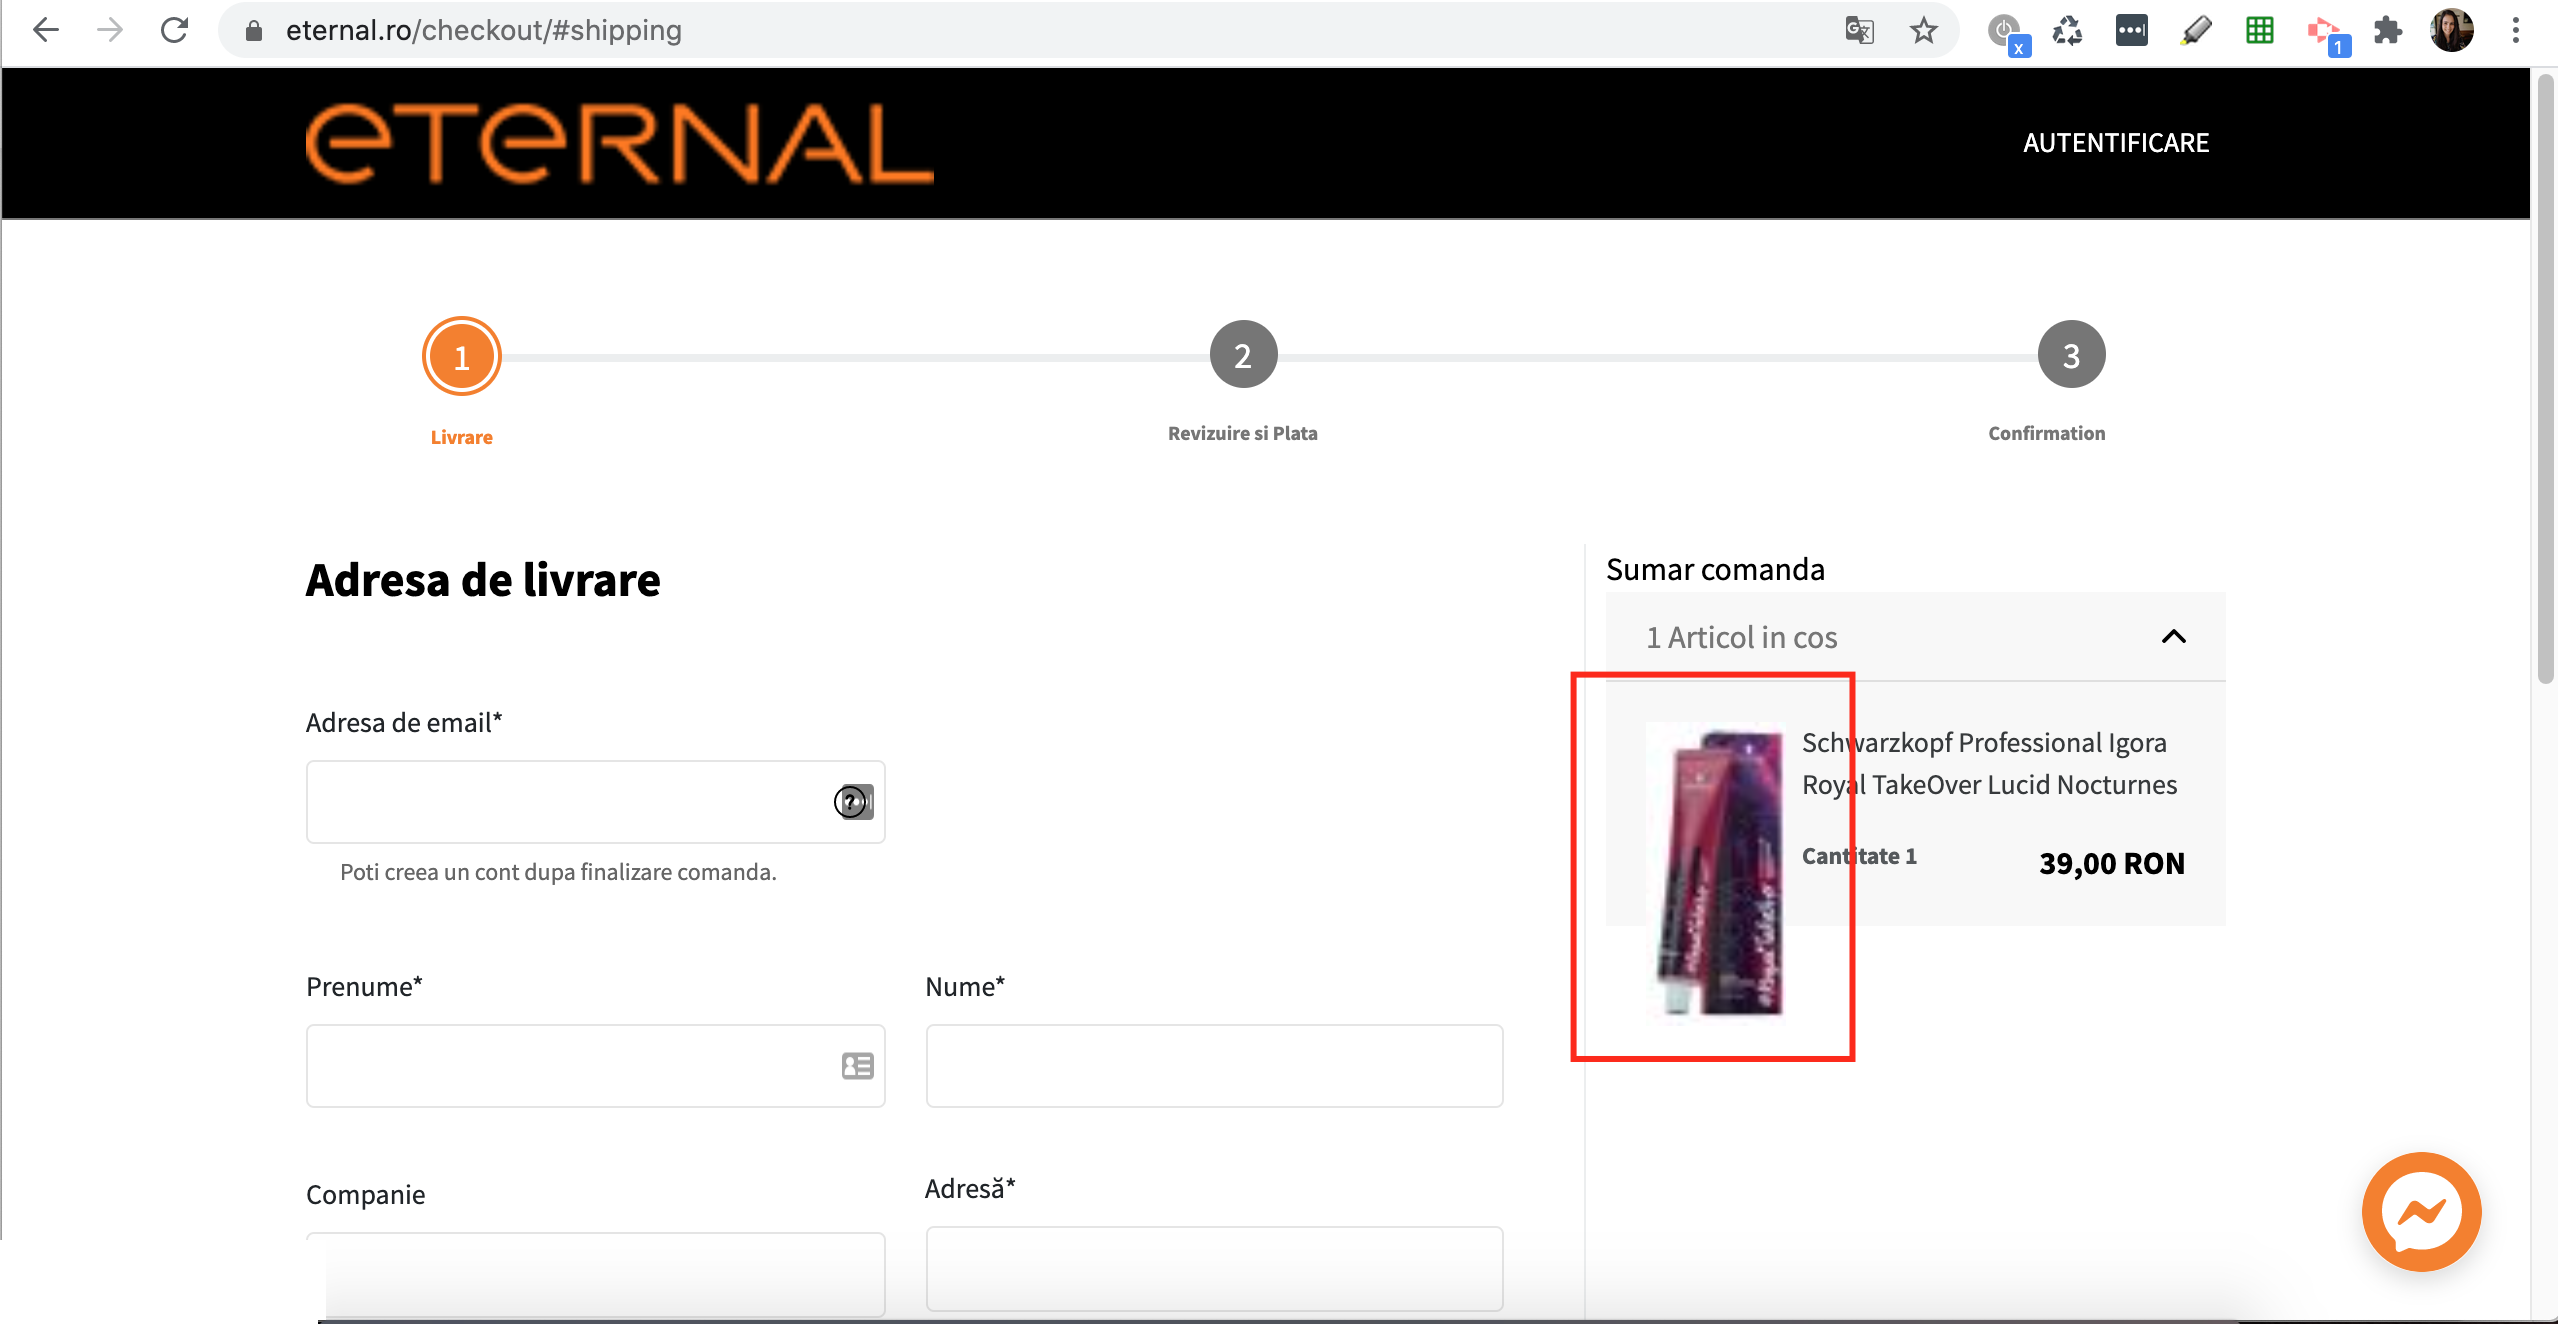 eternal.ro/checkout/#shipping
x
1
eTerNAL
AUTENTIFICARE
1
2
3
Livrare
Revizuire si Plata
Confirmation
Adresa de livrare
Sumar comanda
1 Articol in cos
Schwarzkopf Professional Igora
Royal TakeOver Lucid Nocturnes
Cantitate 1
39,00 RON
Adresa de email*
?
Poti creea un cont dupa finalizare comanda.
Prenume*
Nume*
Companie
Adresă*